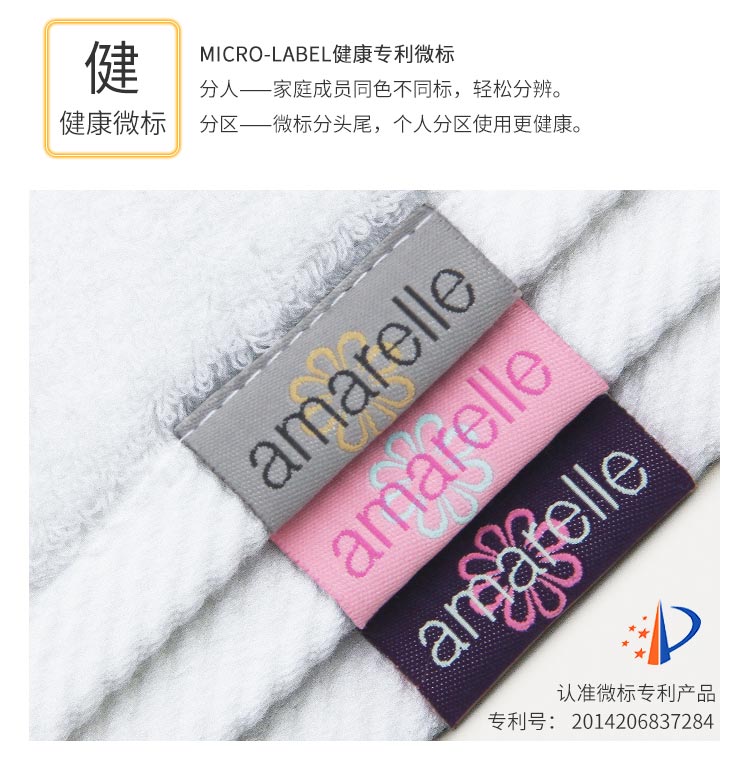 健
健康微标
MICRO-LABEL健康专利微标
分人——家庭成员同色不同标，轻松分辨。
分区——微标分头尾，个人分区使用更健康。
amarelle
amarelle
amarelle
认准微标专利产品
专利号： 2014206837284